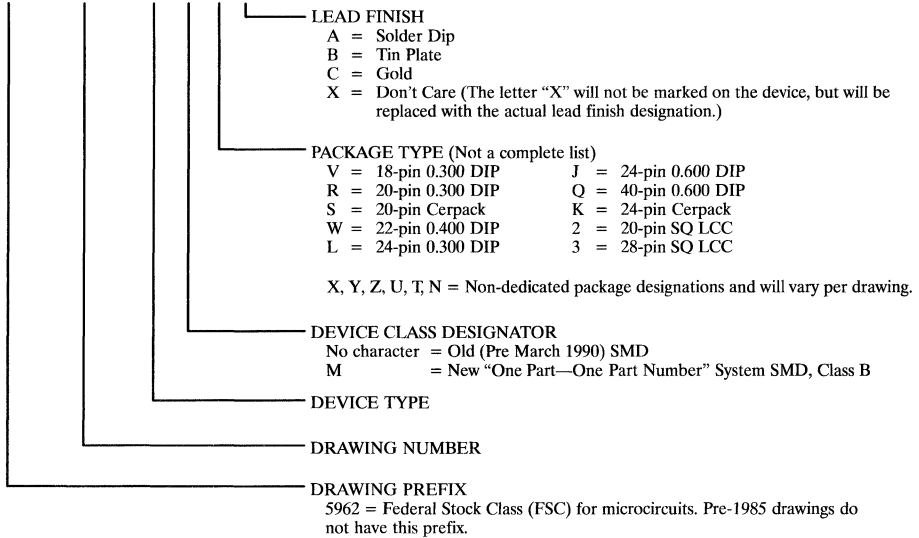 LEAD FINISH
A = Solder Dip
B = Tin Plate
C = Gold
X = Don't Care (The letter “X” will not be marked on the device, but will be
replaced with the actual lead finish designation.)
PACKAGE TYPE (Not a complete list)
V = 18-pin 0.300 DIP J = 24-pin 0.600 DIP
R = 20-pin 0.300 DIP Q = 40-pin 0.600 DIP
S = 20-pin Cerpack K = 24-pin Cerpack
W = 22-pin 0.400 DIP 2 = 20-pin SQ LCC
L = 24-pin 0.300 DIP 3 = 28-pin SQ LCC
X, Y, Z, U, T, N = Non-dedicated package designations and will vary per drawing.
DEVICE CLASS DESIGNATOR
No character = Old (Pre March 1990) SMD
M = New “One Part—One Part Number” System SMD, Class B
DEVICE TYPE
DRAWING NUMBER
DRAWING PREFIX
5962 = Federal Stock Class (FSC) for microcircuits. Pre-1985 drawings do
not have this prefix.